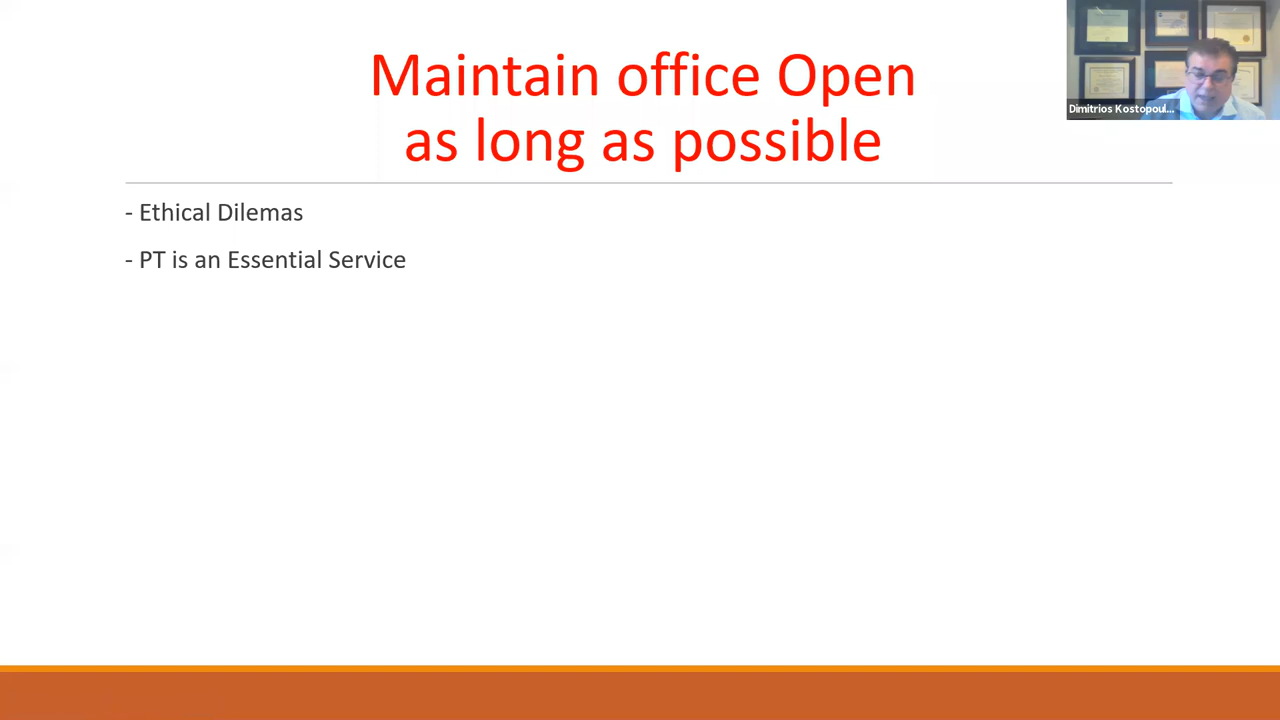 Maintain office Open
as long as possible
Dimitrios Kostopoul...
- Ethical Dilemas
- PT is an Essential Service